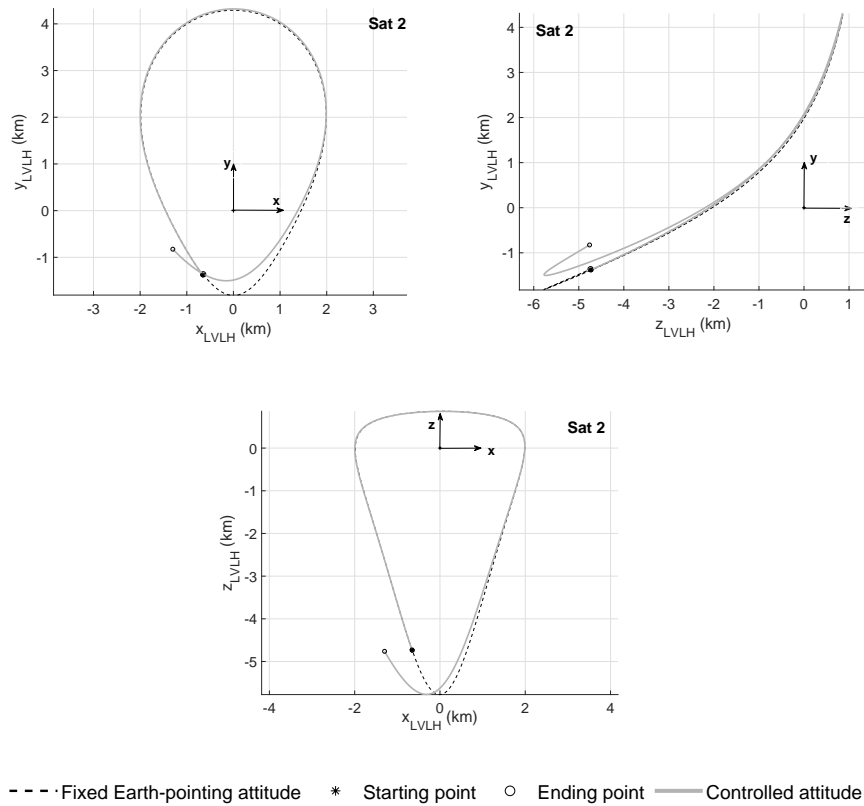 Sat 2
4
3
2
1
0
-1
y_LVLH (km)
y
x
-3 -2 -1 0 1 2 3
x_LVLH (km)
Sat 2
4
3
2
1
0
-1
y_LVLH (km)
y
z
-6 -5 -4 -3 -2 -1 0 1
z_LVLH (km)
Sat 2
0
-1
-2
-3
-4
-5
z_LVLH (km)
z
x
-4 -2 0 2 4
x_LVLH (km)
Fixed Earth-pointing attitude Starting point Ending point Controlled attitude